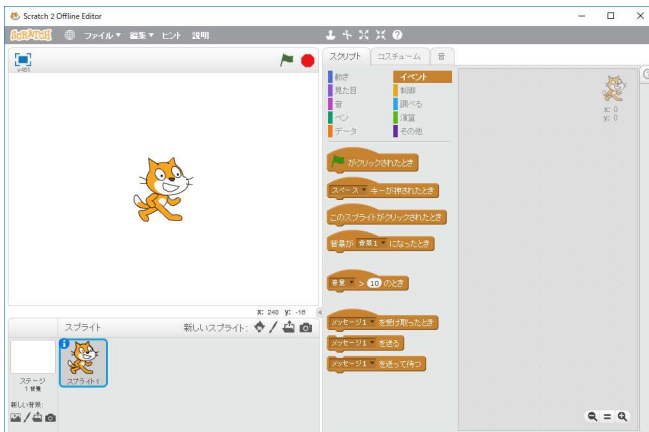 Scratch 2 Offline Editor
SCRATCH ファイル▼ 編集▼ ヒント 説明
v461
スクリプト コスチューム 音
動き イベント
見た目 制御
音 調べる
ペン 演算
データ その他
がクリックされたとき
スペース▼ キーが押されたとき
このスプライトがクリックされたとき
背景が 背景1▼ になったとき
音量▼ > 10 のとき
メッセージ1▼ を受け取ったとき
メッセージ1▼ を送る
メッセージ1▼ を送って待つ
x: 0
y: 0
X: 240 y: -16
スプライト 新しいスプライト:
ステージ
1 背景
スプライト1
新しい背景: